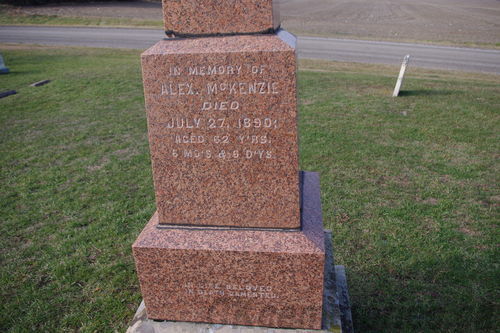 IN MEMORY OF
ALEX. McKENZIE
DIED
JULY 27, 1890;
AGED 62 Y'RS.
5 MO'S & 9 D'YS.
IN LIFE BELOVED
IN DEATH LAMENTED.